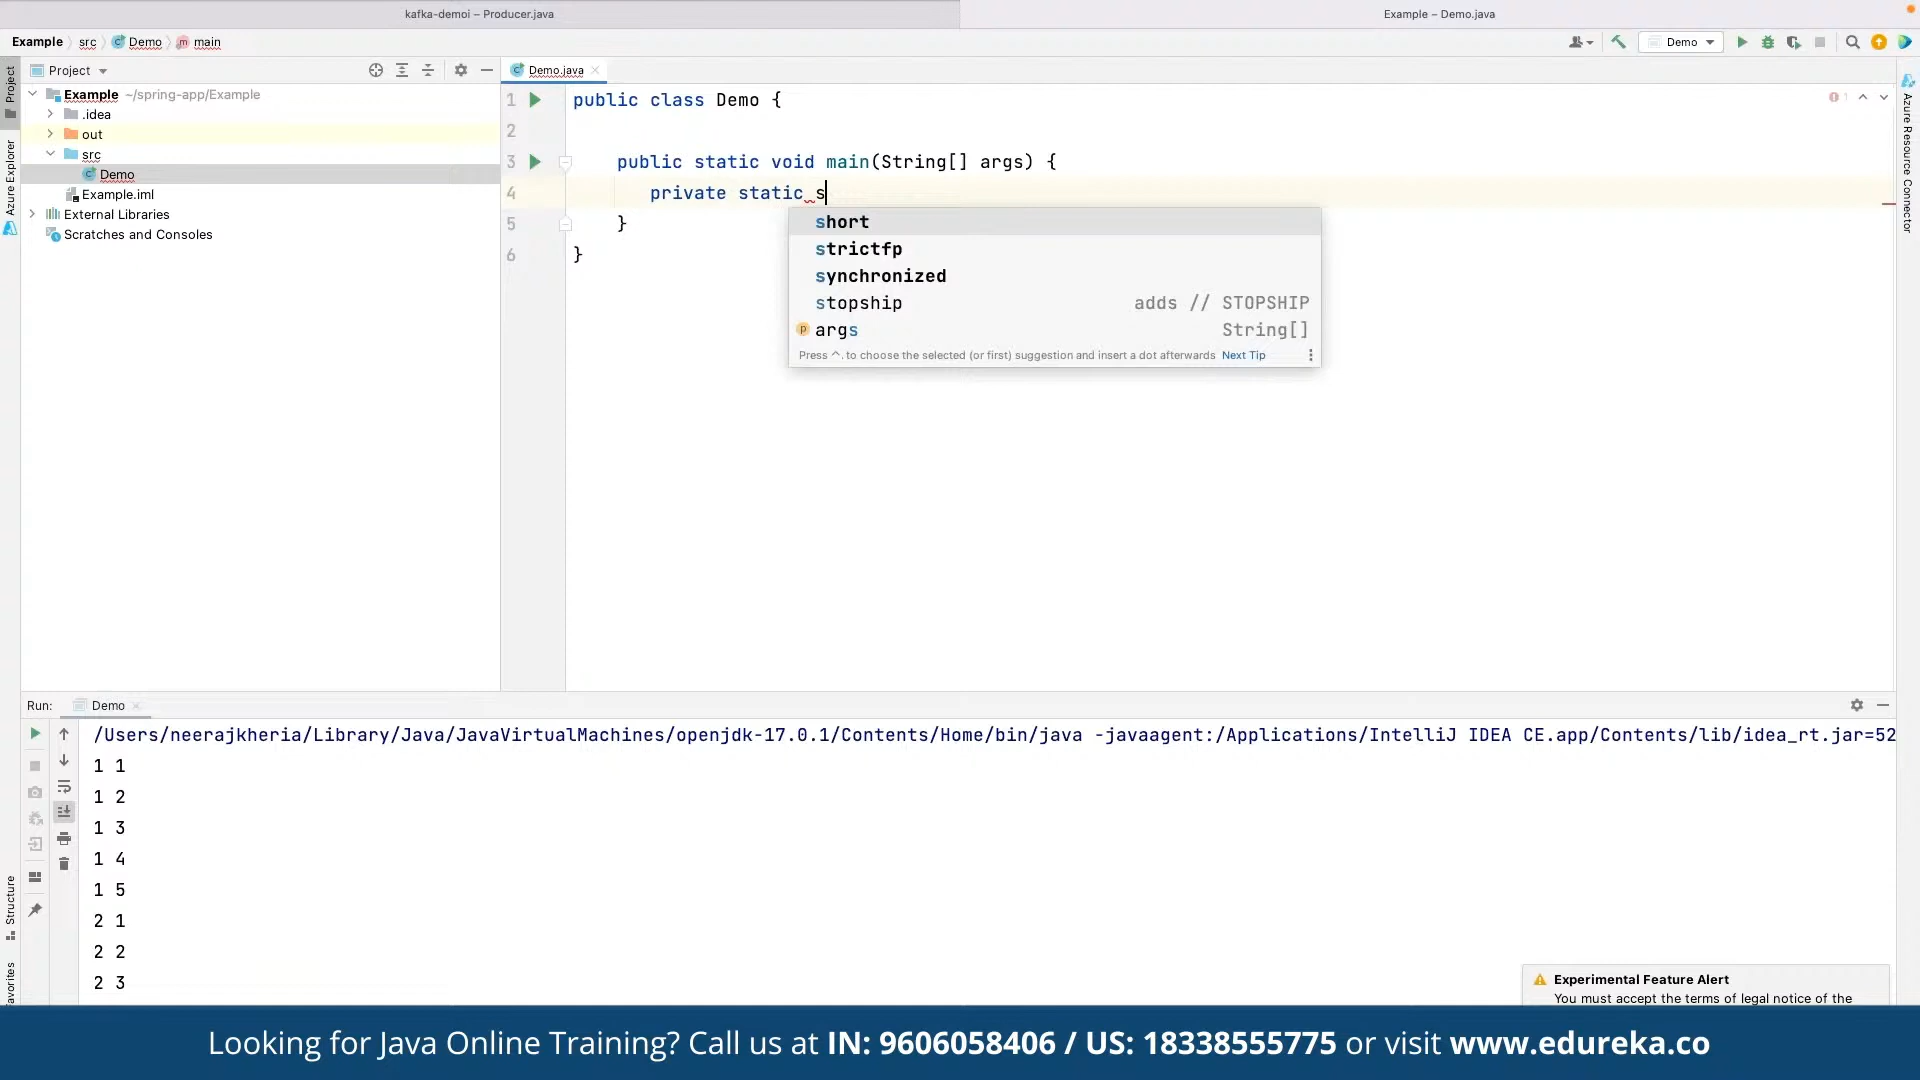 kafka-demoi – Producer.java
Example – Demo.java
Example src Demo main
Demo
Project
Demo.java
Project
Azure Explorer
Structure
Azure Resource Connector
Example ~/spring-app/Example
.idea
out
src
Demo
Example.iml
External Libraries
Scratches and Consoles
1 public class Demo {
2
3 public static void main(String[] args) {
4 private static s
5 }
6 }
1
short
strictfp
synchronized
stopship adds // STOPSHIP
args String[]
Press ^. to choose the selected (or first) suggestion and insert a dot afterwards Next Tip
Run: Demo
/Users/neerajkheria/Library/Java/JavaVirtualMachines/openjdk-17.0.1/Contents/Home/bin/java -javaagent:/Applications/IntelliJ IDEA CE.app/Contents/lib/idea_rt.jar=52
1 1
1 2
1 3
1 4
1 5
2 1
2 2
2 3
Experimental Feature Alert
You must accept the terms of legal notice of the
Looking for Java Online Training? Call us at IN: 9606058406 / US: 18338555775 or visit www.edureka.co